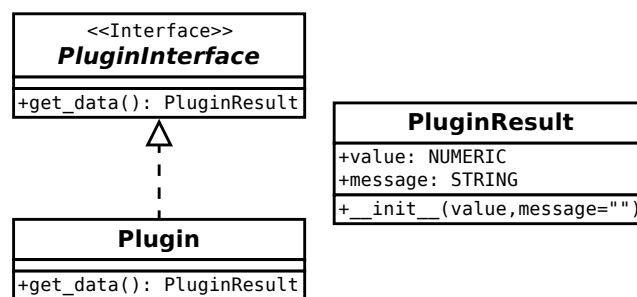 <<Interface>>
PluginInterface
+get_data(): PluginResult
Plugin
+get_data(): PluginResult
PluginResult
+value: NUMERIC
+message: STRING
+__init__(value,message="")